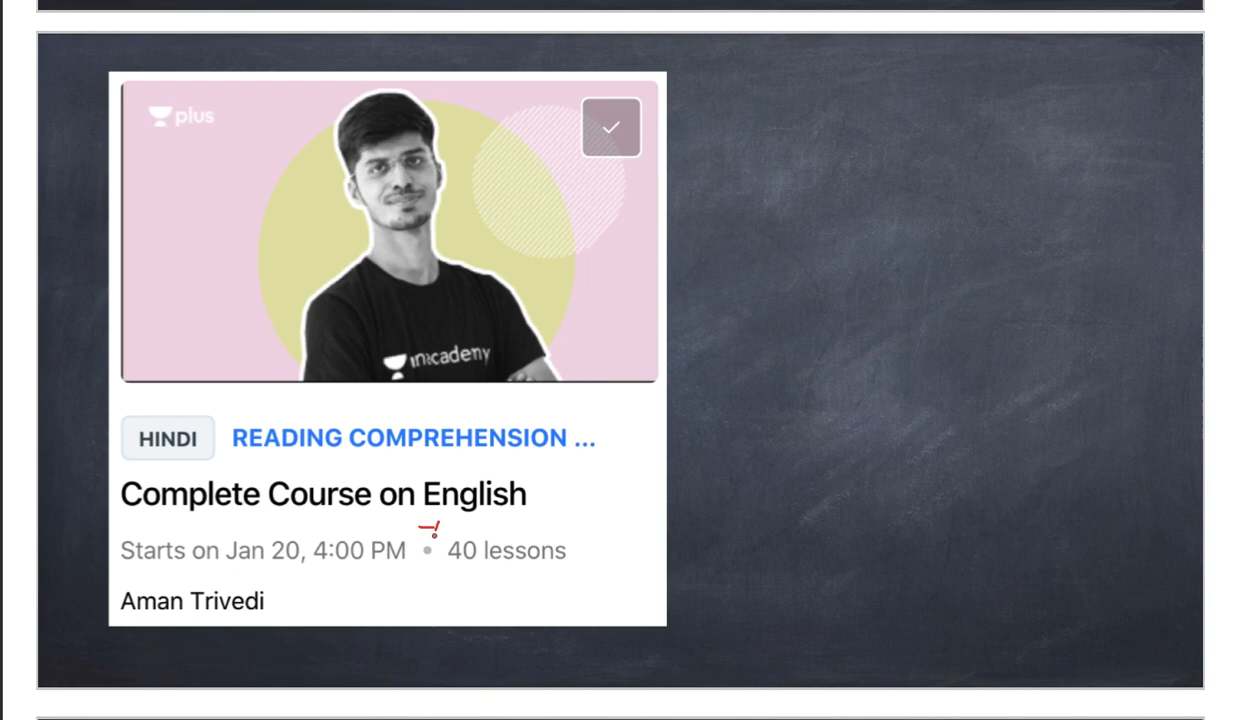 plus
unacademy
HINDI READING COMPREHENSION ...
Complete Course on English
Starts on Jan 20, 4:00 PM • 40 lessons
Aman Trivedi